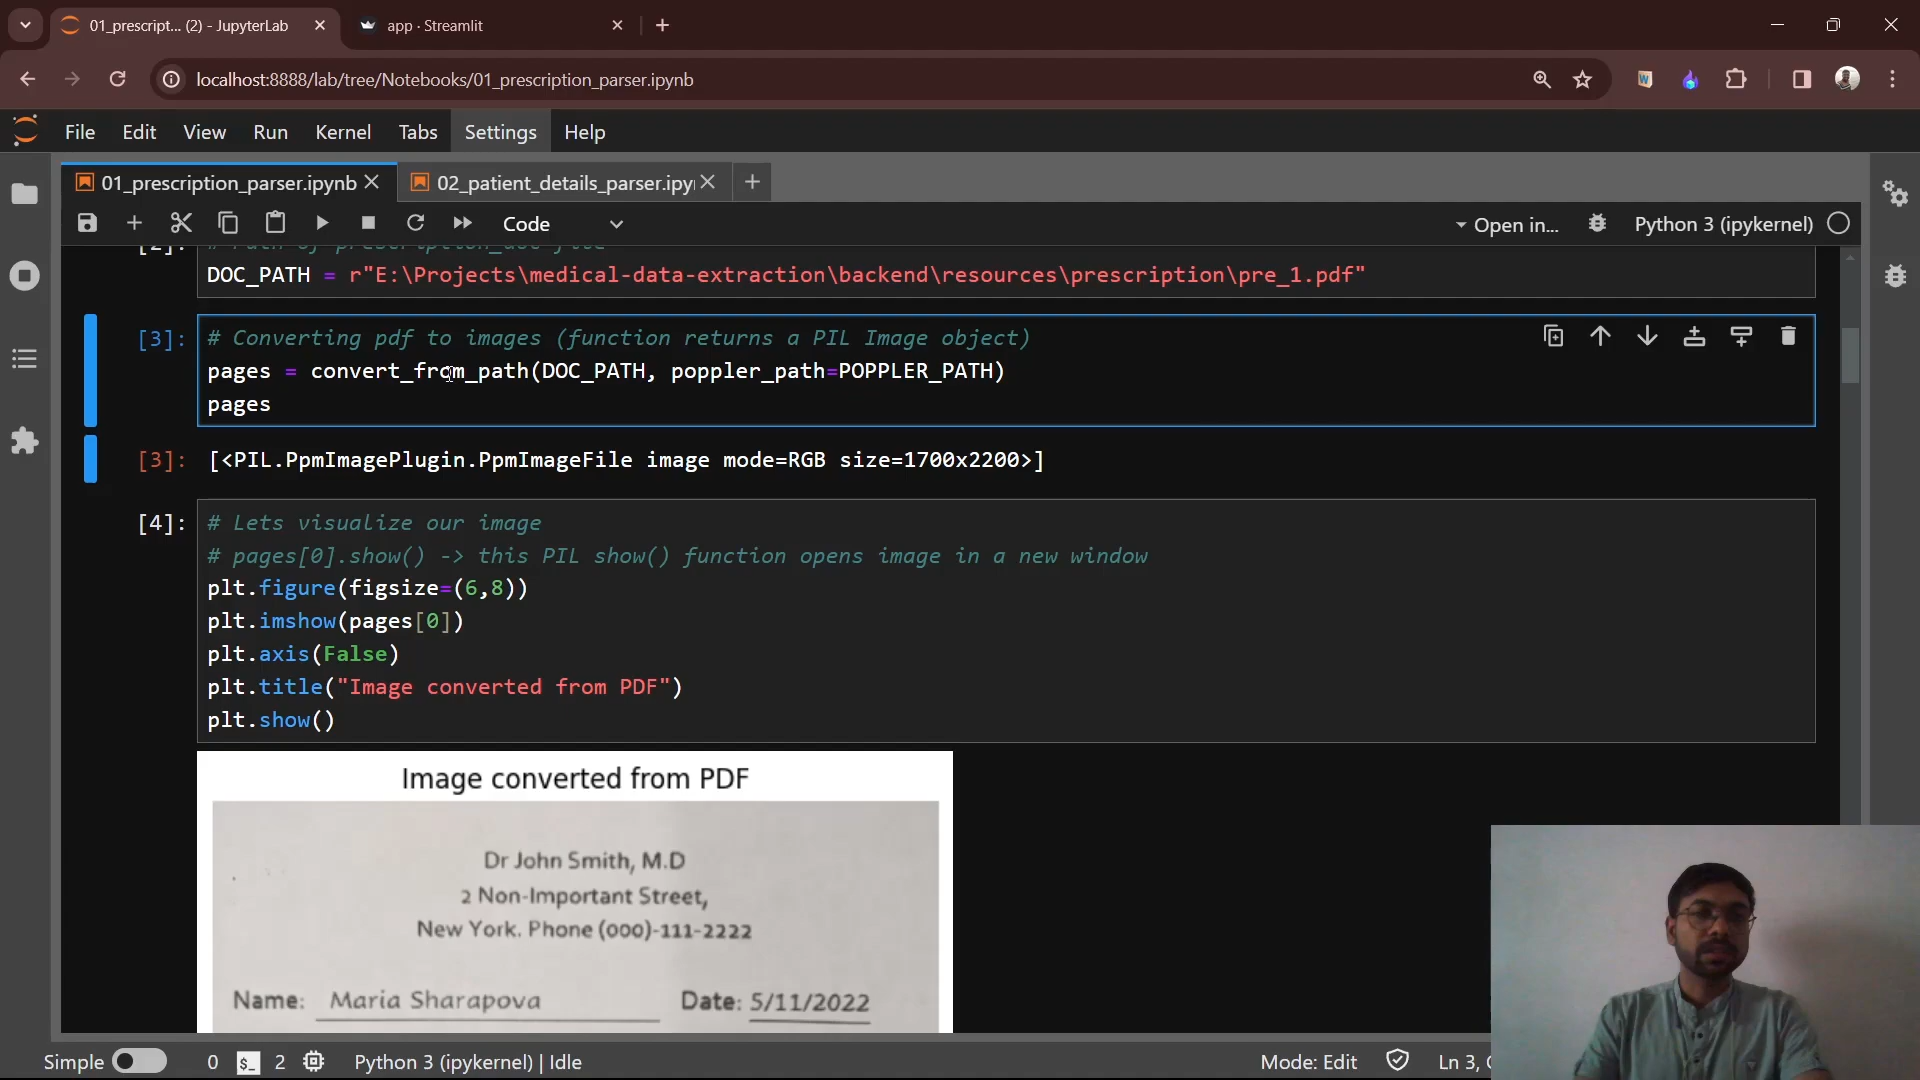 01_prescript... (2) - JupyterLab
app · Streamlit
localhost:8888/lab/tree/Notebooks/01_prescription_parser.ipynb
File Edit View Run Kernel Tabs Settings Help
01_prescription_parser.ipynb
02_patient_details_parser.ipy
Code
Open in...
Python 3 (ipykernel)
[2]: # Path of prescription_doc file
DOC_PATH = r"E:\Projects\medical-data-extraction\backend\resources\prescription\pre_1.pdf"
[3]: # Converting pdf to images (function returns a PIL Image object)
pages = convert_from_path(DOC_PATH, poppler_path=POPPLER_PATH)
pages
[3]: [<PIL.PpmImagePlugin.PpmImageFile image mode=RGB size=1700x2200>]
[4]: # Lets visualize our image
# pages[0].show() -> this PIL show() function opens image in a new window
plt.figure(figsize=(6,8))
plt.imshow(pages[0])
plt.axis(False)
plt.title("Image converted from PDF")
plt.show()
Image converted from PDF
Dr John Smith, M.D
2 Non-Important Street,
New York. Phone (000)-111-2222
Name: Maria Sharapova Date: 5/11/2022
Simple 0 $_ 2 Python 3 (ipykernel) | Idle
Mode: Edit Ln 3,